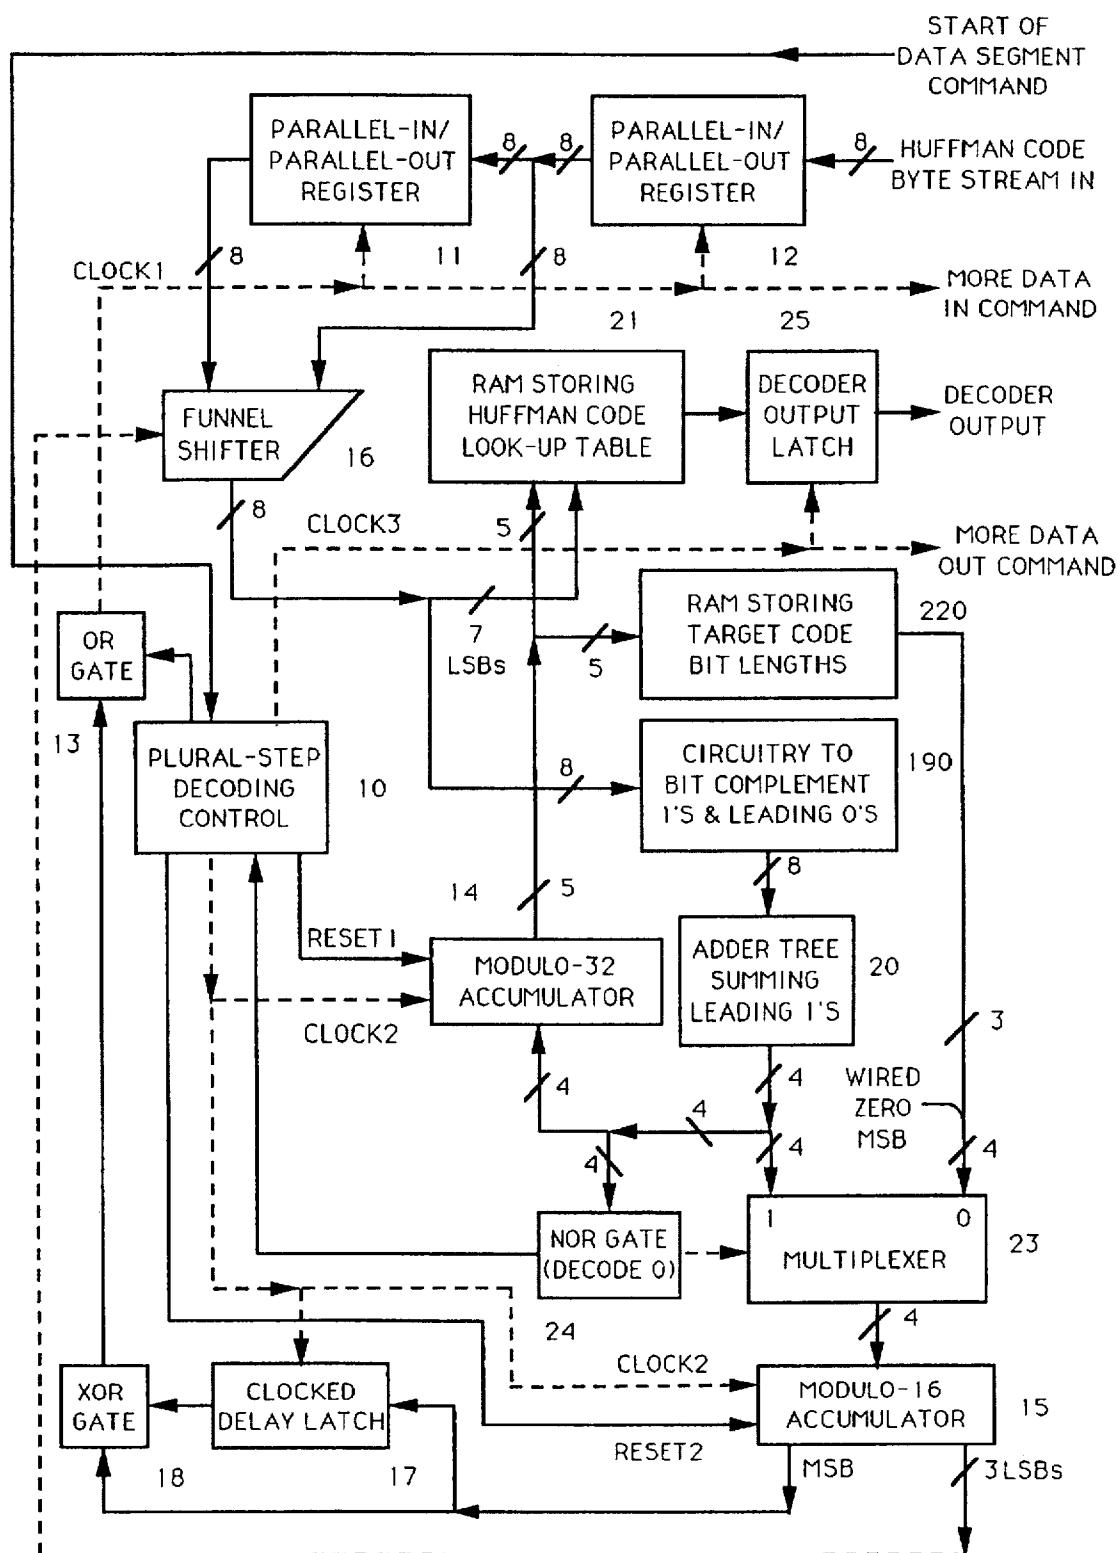 START OF
DATA SEGMENT
COMMAND
PARALLEL-IN/
PARALLEL-OUT
REGISTER
8
8
PARALLEL-IN/
PARALLEL-OUT
REGISTER
8
HUFFMAN CODE
BYTE STREAM IN
8
11
8
12
CLOCK1
MORE DATA
IN COMMAND
21
25
FUNNEL
SHIFTER
16
RAM STORING
HUFFMAN CODE
LOOK-UP TABLE
DECODER
OUTPUT
LATCH
DECODER
OUTPUT
8
CLOCK3
5
MORE DATA
OUT COMMAND
7
LSBs
5
RAM STORING
TARGET CODE
BIT LENGTHS
220
OR
GATE
13
PLURAL-STEP
DECODING
CONTROL
10
8
CIRCUITRY TO
BIT COMPLEMENT
1'S & LEADING 0'S
190
8
14
5
RESET1
MODULO-32
ACCUMULATOR
ADDER TREE
SUMMING
LEADING 1'S
20
CLOCK2
3
4
4
WIRED
ZERO
MSB
4
4
4
4
NOR GATE
(DECODE 0)
1
0
MULTIPLEXER
23
24
4
CLOCK2
XOR
GATE
CLOCKED
DELAY LATCH
MODULO-16
ACCUMULATOR
15
RESET2
18
17
MSB
3LSBs